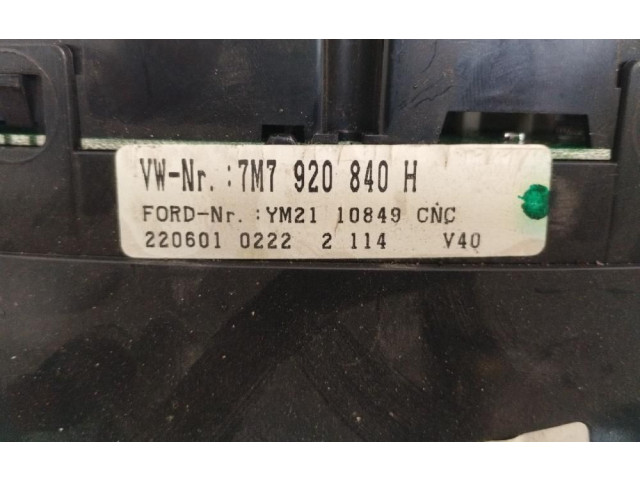 VW-Nr. :7M7 920 840 H
FORD-Nr. :YM21 10849 CNC
220601 0222 2 114 V40